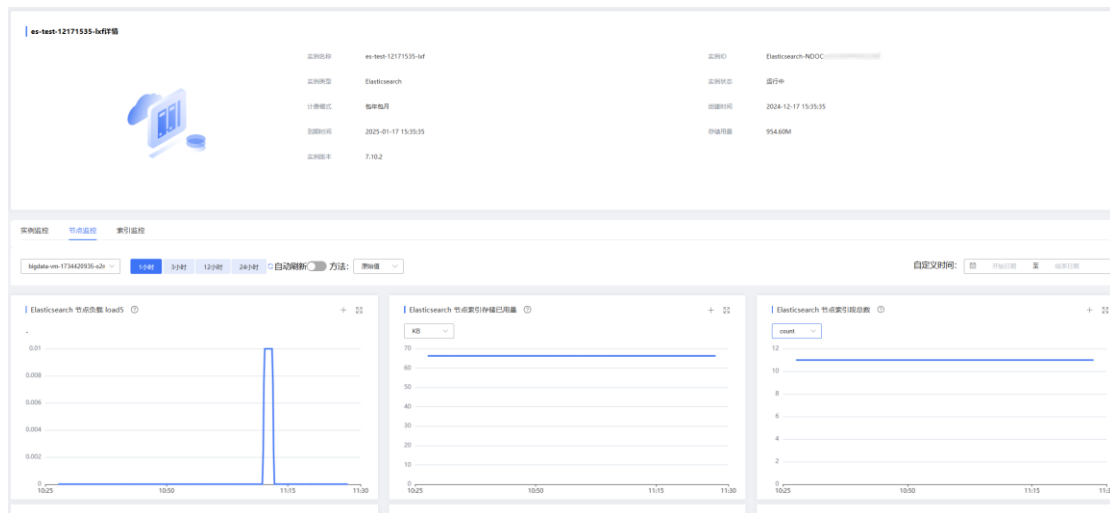 es-test-12171535-lxf详情
实例名称 es-test-12171535-lxf 实例ID Elasticsearch-NDOC
实例类型 Elasticsearch 实例状态 运行中
计费模式 包年包月 创建时间 2024-12-17 15:35:35
到期时间 2025-01-17 15:35:35 存储用量 954.60M
实例版本 7.10.2
实例监控 节点监控 索引监控
bigdata-vm-1734420935-o2e 1小时 3小时 12小时 24小时 自动刷新 方法: 原始值 自定义时间: 开始日期 至 结束日期
Elasticsearch 节点负载 load5 Elasticsearch 节点索引存储已用量 Elasticsearch 节点索引段总数
- KB count
0.01 70 12
0.008 60 10
0.006 50 8
0.004 40 6
0.002 30 4
0 20 2
10 0
0
10:25 10:50 11:15 11:30 10:25 10:50 11:15 11:30 10:25 10:50 11:15